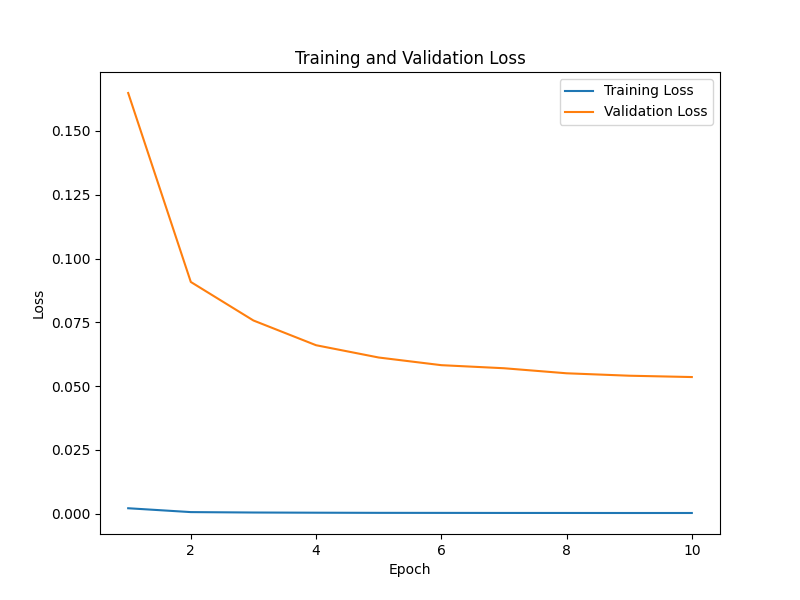 Training and Validation Loss
Training Loss
Validation Loss
0.150
0.125
0.100
0.075
0.050
0.025
0.000
Loss
2
4
6
8
10
Epoch